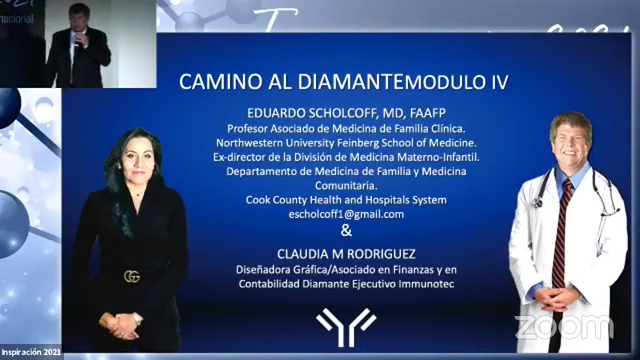 2021
nacional
2021
CAMINO AL DIAMANTEMODULO IV
EDUARDO SCHOLCOFF, MD, FAAFP
Profesor Asociado de Medicina de Familia Clínica.
Northwestern University Feinberg School of Medicine.
Ex-director de la División de Medicina Materno-Infantil.
Departamento de Medicina de Familia y Medicina
Comunitaria.
Cook County Health and Hospitals System
escholcoff1@gmail.com
&
CLAUDIA M RODRIGUEZ
Diseñadora Gráfica/Asociado en Finanzas y en
Contabilidad Diamante Ejecutivo Immunotec
zoom
Inspiración 2021